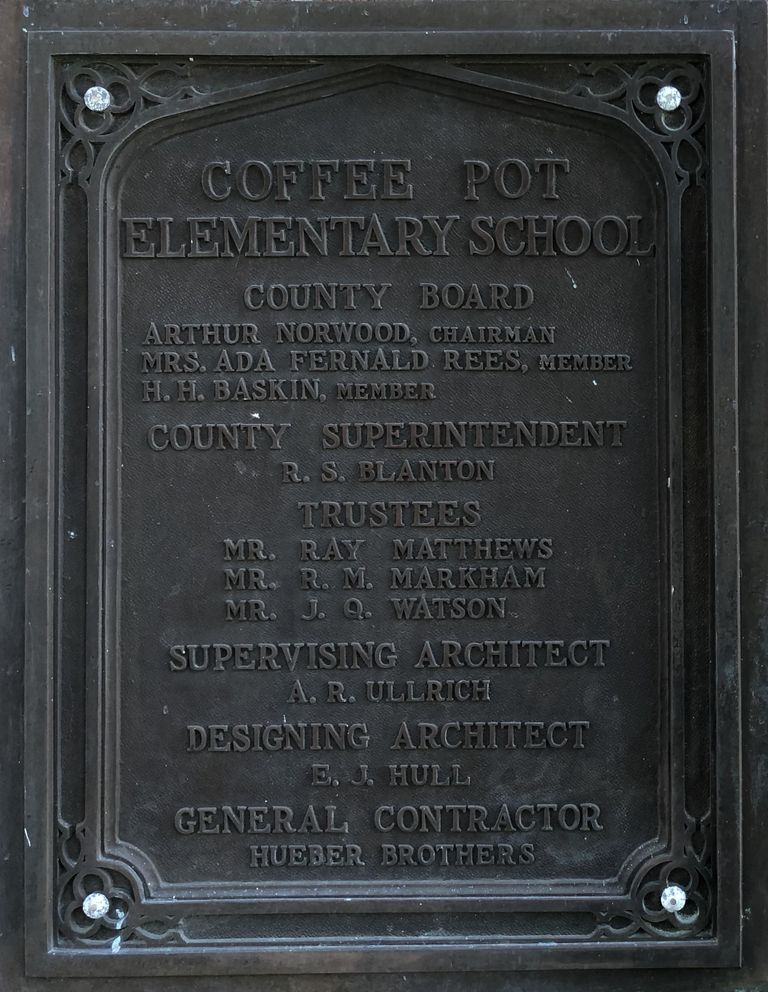 COFFEE POT
ELEMENTARY SCHOOL
COUNTY BOARD
ARTHUR NORWOOD, CHAIRMAN
MRS. ADA FERNALD REES, MEMBER
H. H. BASKIN, MEMBER
COUNTY SUPERINTENDENT
R. S. BLANTON
TRUSTEES
MR. RAY MATTHEWS
MR. R. M. MARKHAM
MR. J. Q. WATSON
SUPERVISING ARCHITECT
A. R. ULLRICH
DESIGNING ARCHITECT
E. J. HULL
GENERAL CONTRACTOR
HUEBER BROTHERS